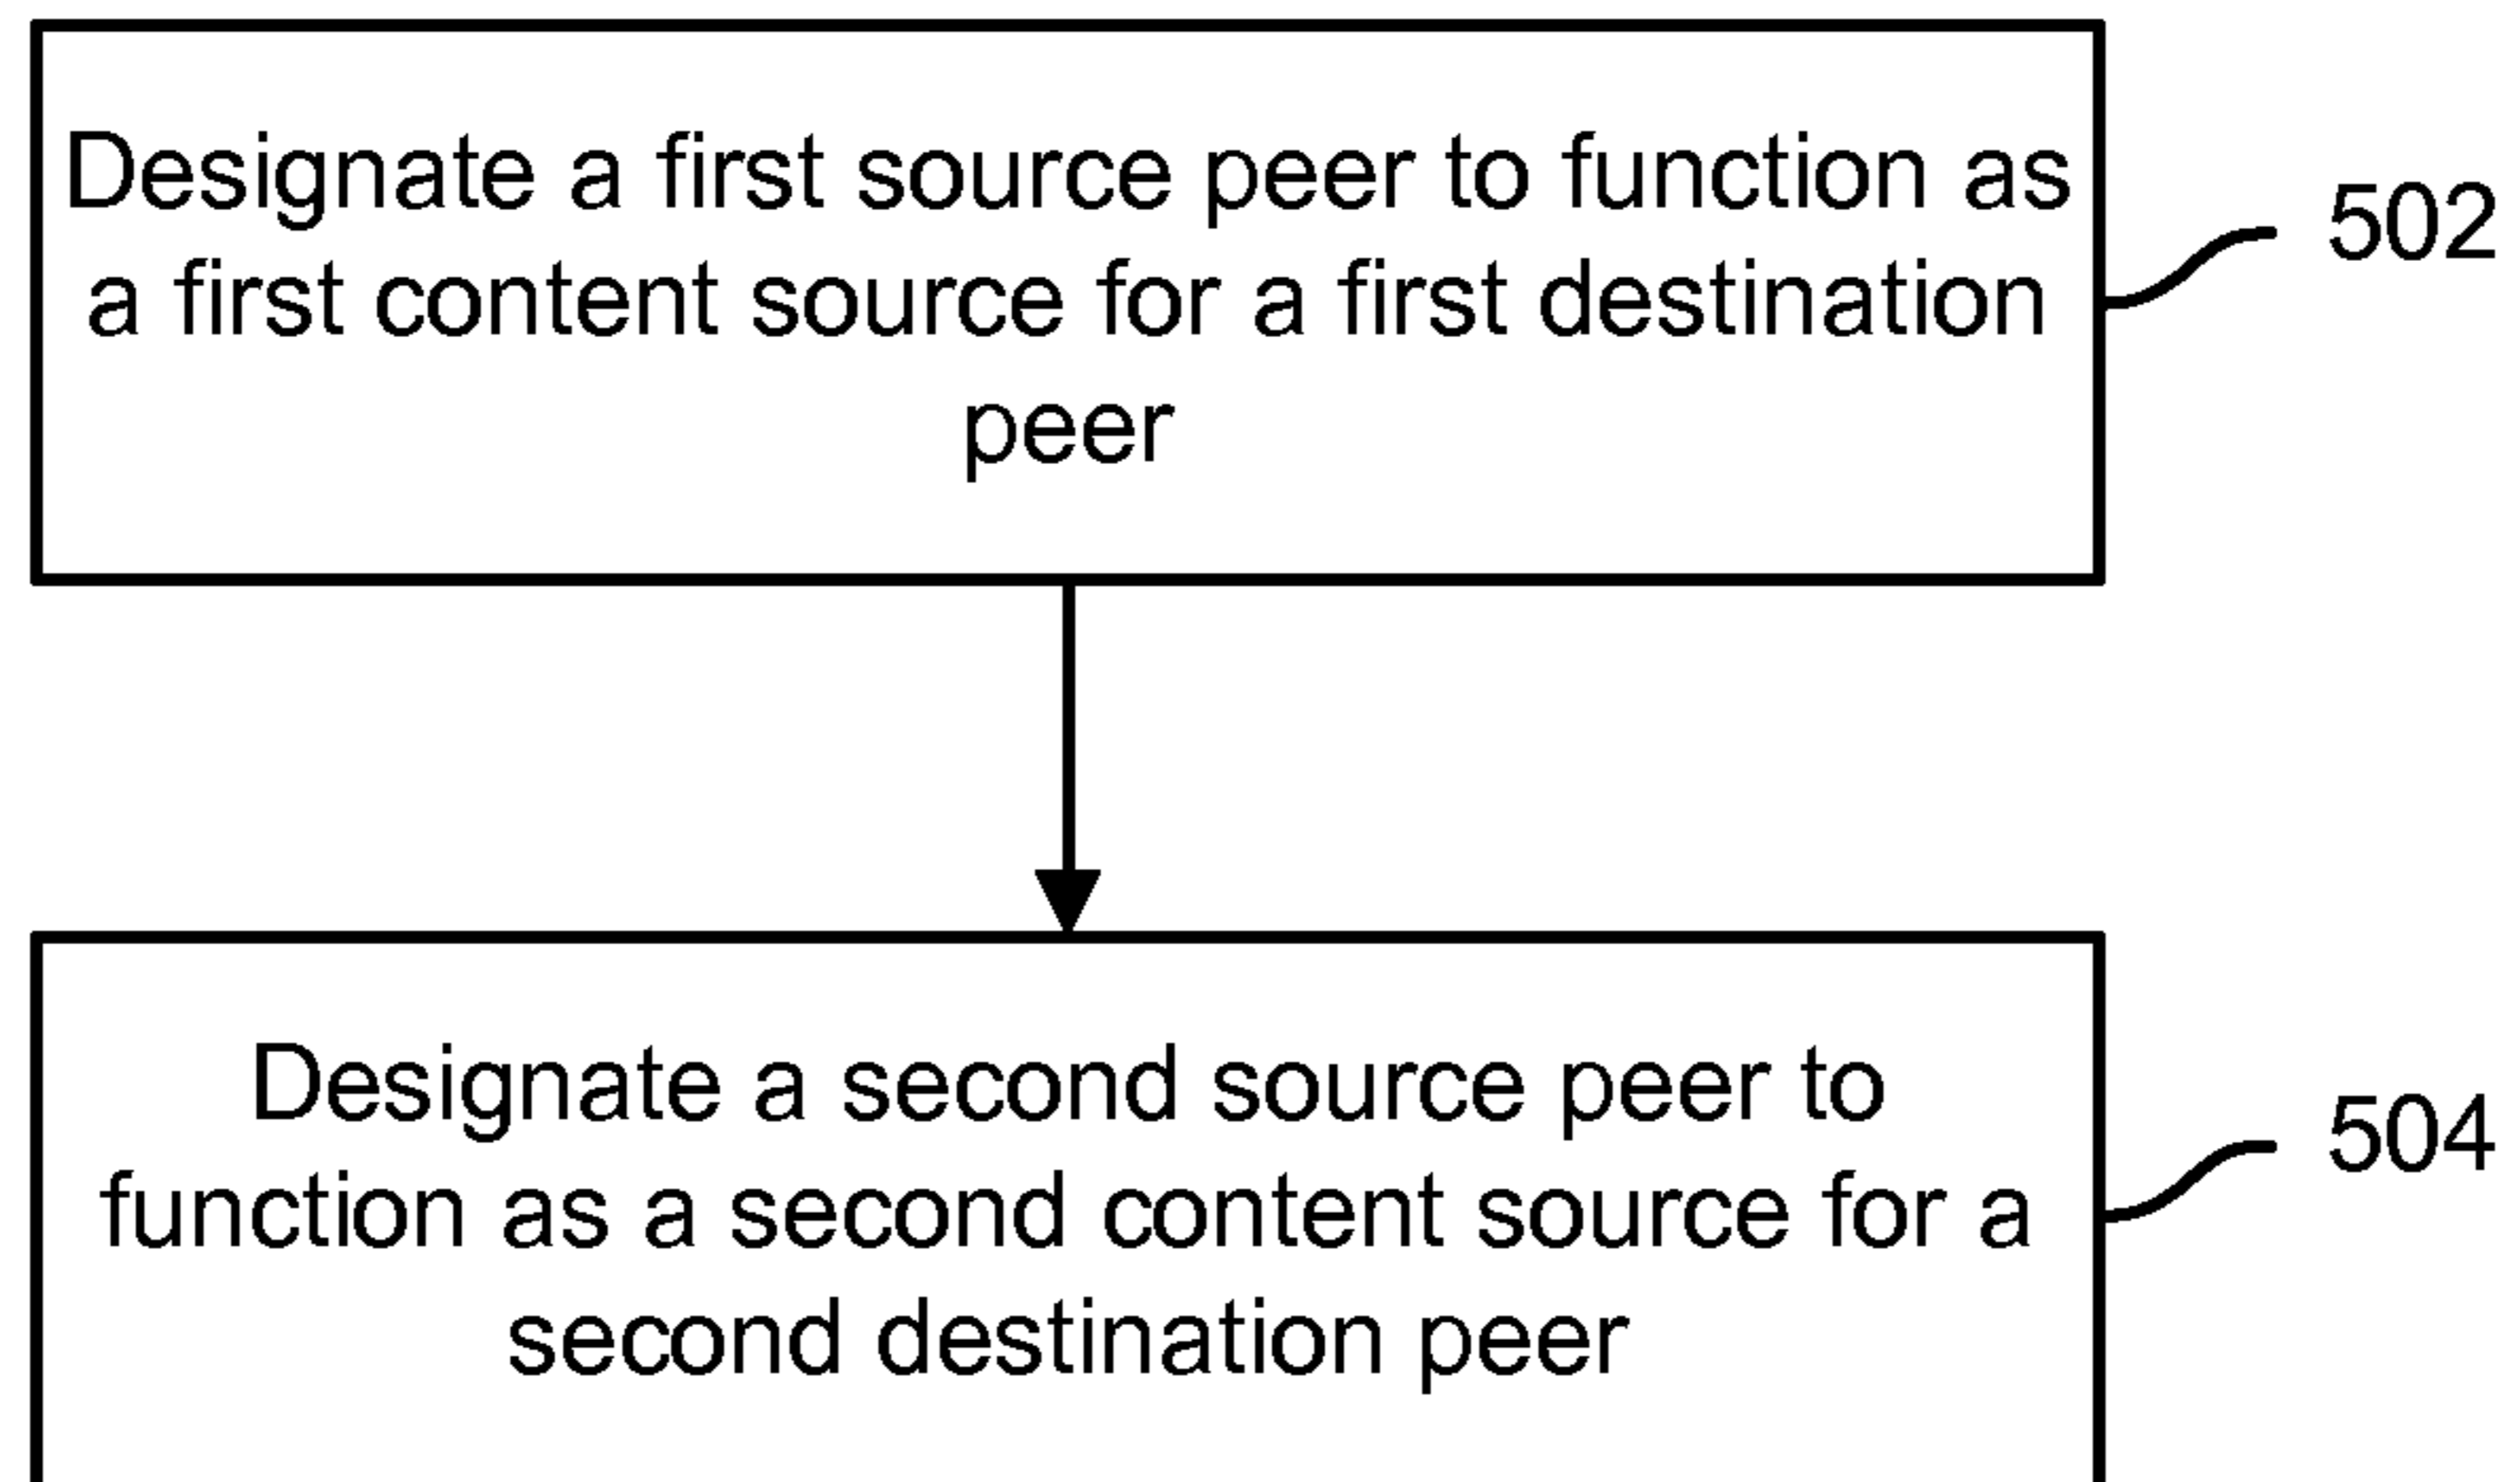 Designate a first source peer to function as
a first content source for a first destination
peer
502
Designate a second source peer to
function as a second content source for a
second destination peer
504